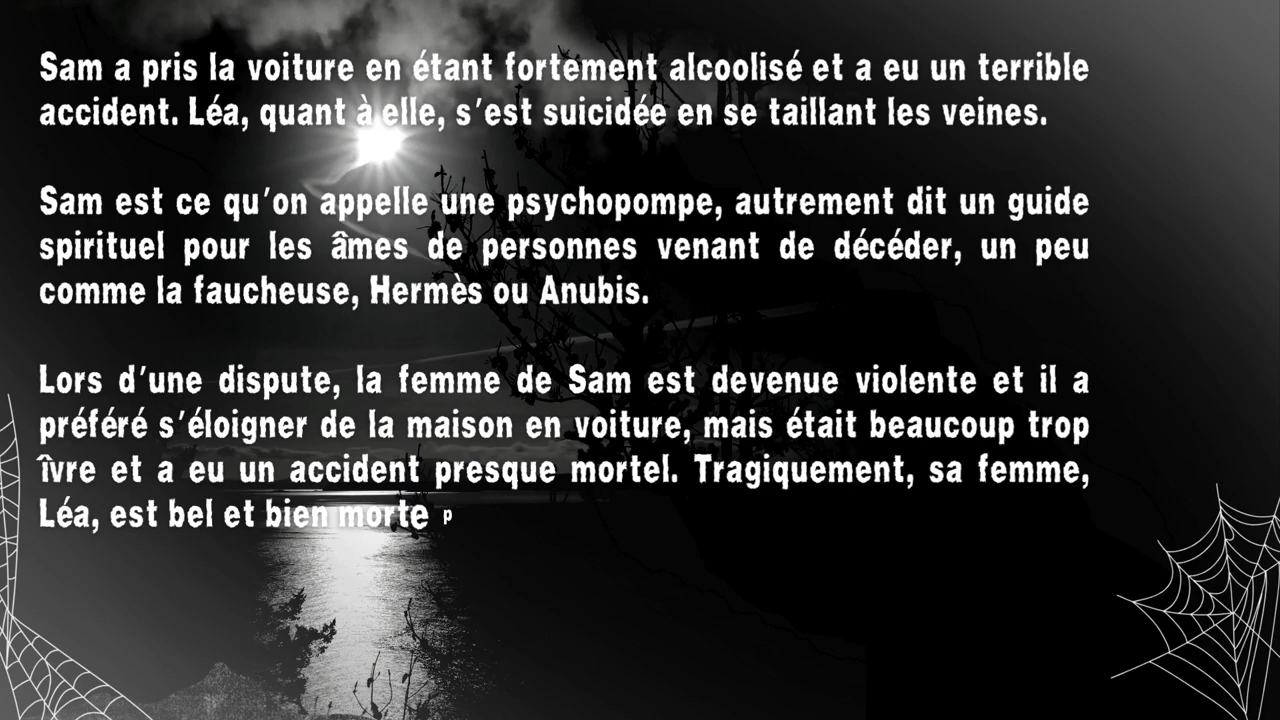 Sam a pris la voiture en étant fortement alcoolisé et a eu un terrible
accident. Léa, quant à elle, s'est suicidée en se taillant les veines.
Sam est ce qu'on appelle une psychopompe, autrement dit un guide
spirituel pour les âmes de personnes venant de décéder, un peu
comme la faucheuse, Hermès ou Anubis.
Lors d'une dispute, la femme de Sam est devenue violente et il a
préféré s'éloigner de la maison en voiture, mais était beaucoup trop
îvre et a eu un accident presque mortel. Tragiquement, sa femme,
Léa, est bel et bien morte p